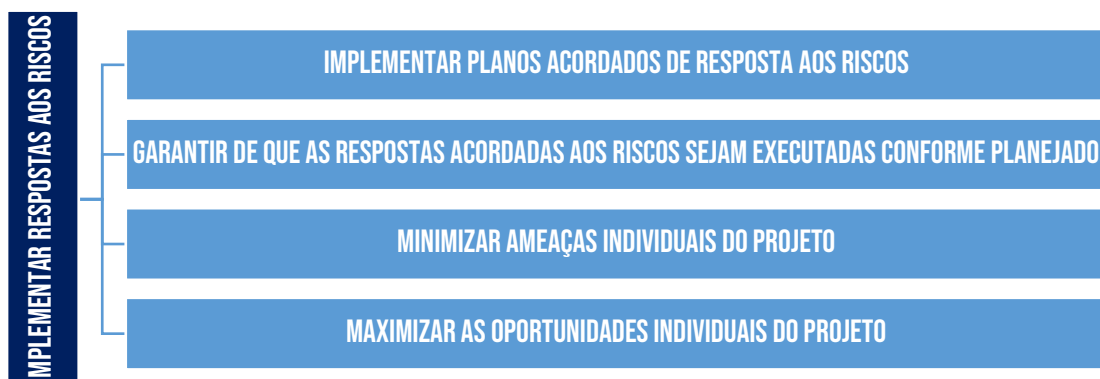 MPLEMENTAR RESPOSTAS AOS RISCOS
IMPLEMENTAR PLANOS ACORDADOS DE RESPOSTA AOS RISCOS
GARANTIR DE QUE AS RESPOSTAS ACORDADAS AOS RISCOS SEJAM EXECUTADAS CONFORME PLANEJADO
MINIMIZAR AMEAÇAS INDIVIDUAIS DO PROJETO
MAXIMIZAR AS OPORTUNIDADES INDIVIDUAIS DO PROJETO